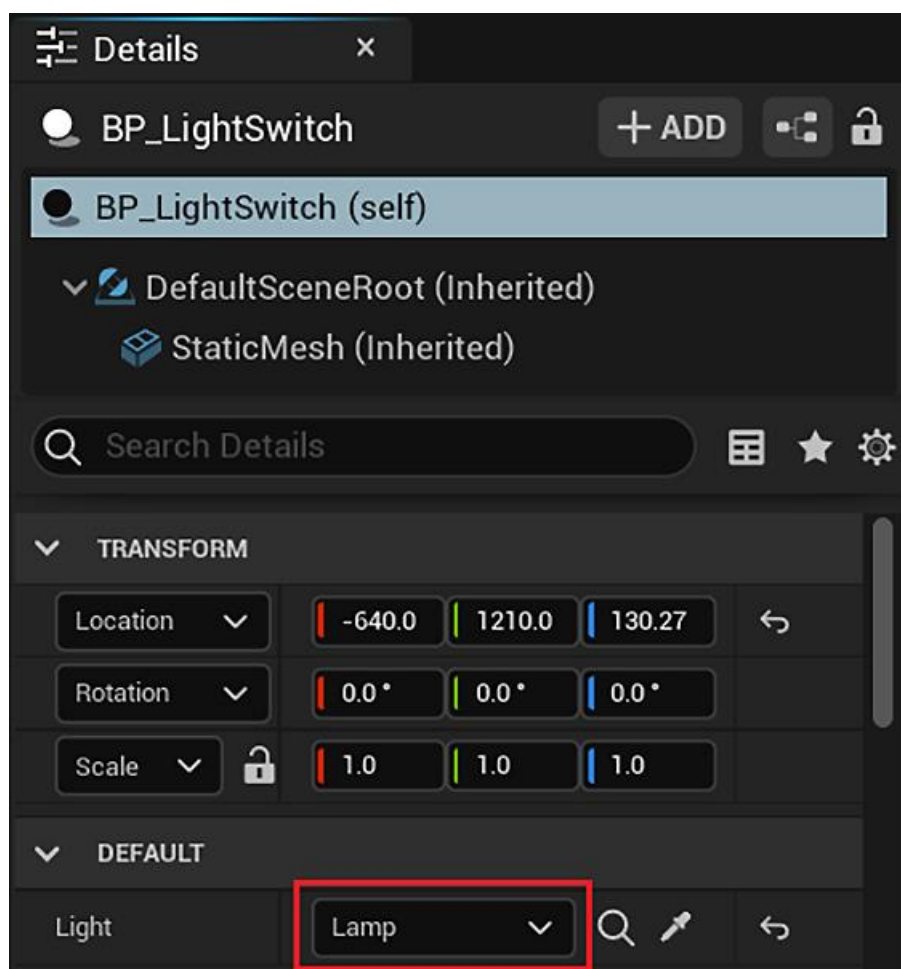 Details
BP_LightSwitch + ADD
BP_LightSwitch (self)
DefaultSceneRoot (Inherited)
StaticMesh (Inherited)
Search Details
TRANSFORM
Location -640.0 1210.0 130.27
Rotation 0.0° 0.0° 0.0°
Scale 1.0 1.0 1.0
DEFAULT
Light Lamp